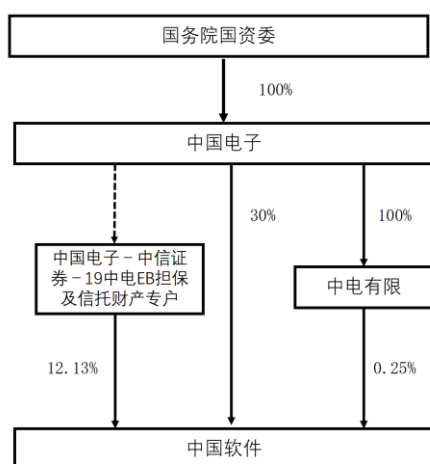 国务院国资委
100%
中国电子
30%
100%
中国电子－中信证
券－19中电EB担保
及信托财产专户
中电有限
12.13%
0.25%
中国软件